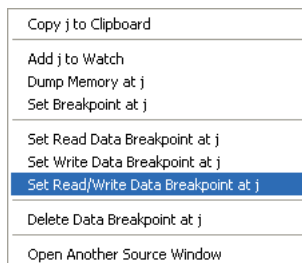 Copy j to Clipboard
Add j to Watch
Dump Memory at j
Set Breakpoint at j
Set Read Data Breakpoint at j
Set Write Data Breakpoint at j
Set Read/Write Data Breakpoint at j
Delete Data Breakpoint at j
Open Another Source Window